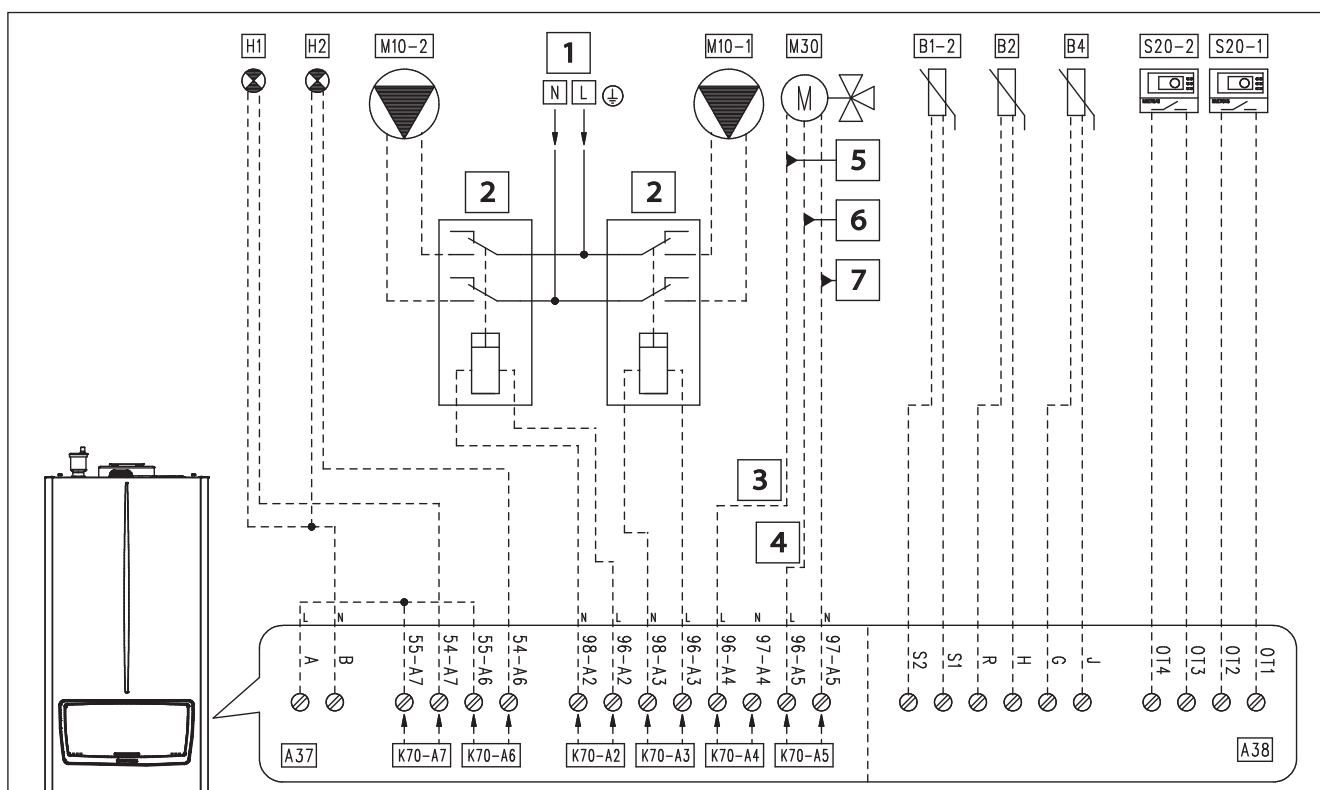 H1 H2 M10-2 1 M10-1 M30 B1-2 B2 B4 S20-2 S20-1
N L
M
5
2 2
6
7
3
4
L N N L N L L N L N
A B 55-A7 54-A7 55-A6 54-A6 98-A2 96-A2 98-A3 96-A3 96-A4 97-A4 96-A5 97-A5 S2 S1 R H G J OT4 OT3 OT2 OT1
A37 K70-A7 K70-A6 K70-A2 K70-A3 K70-A4 K70-A5 A38